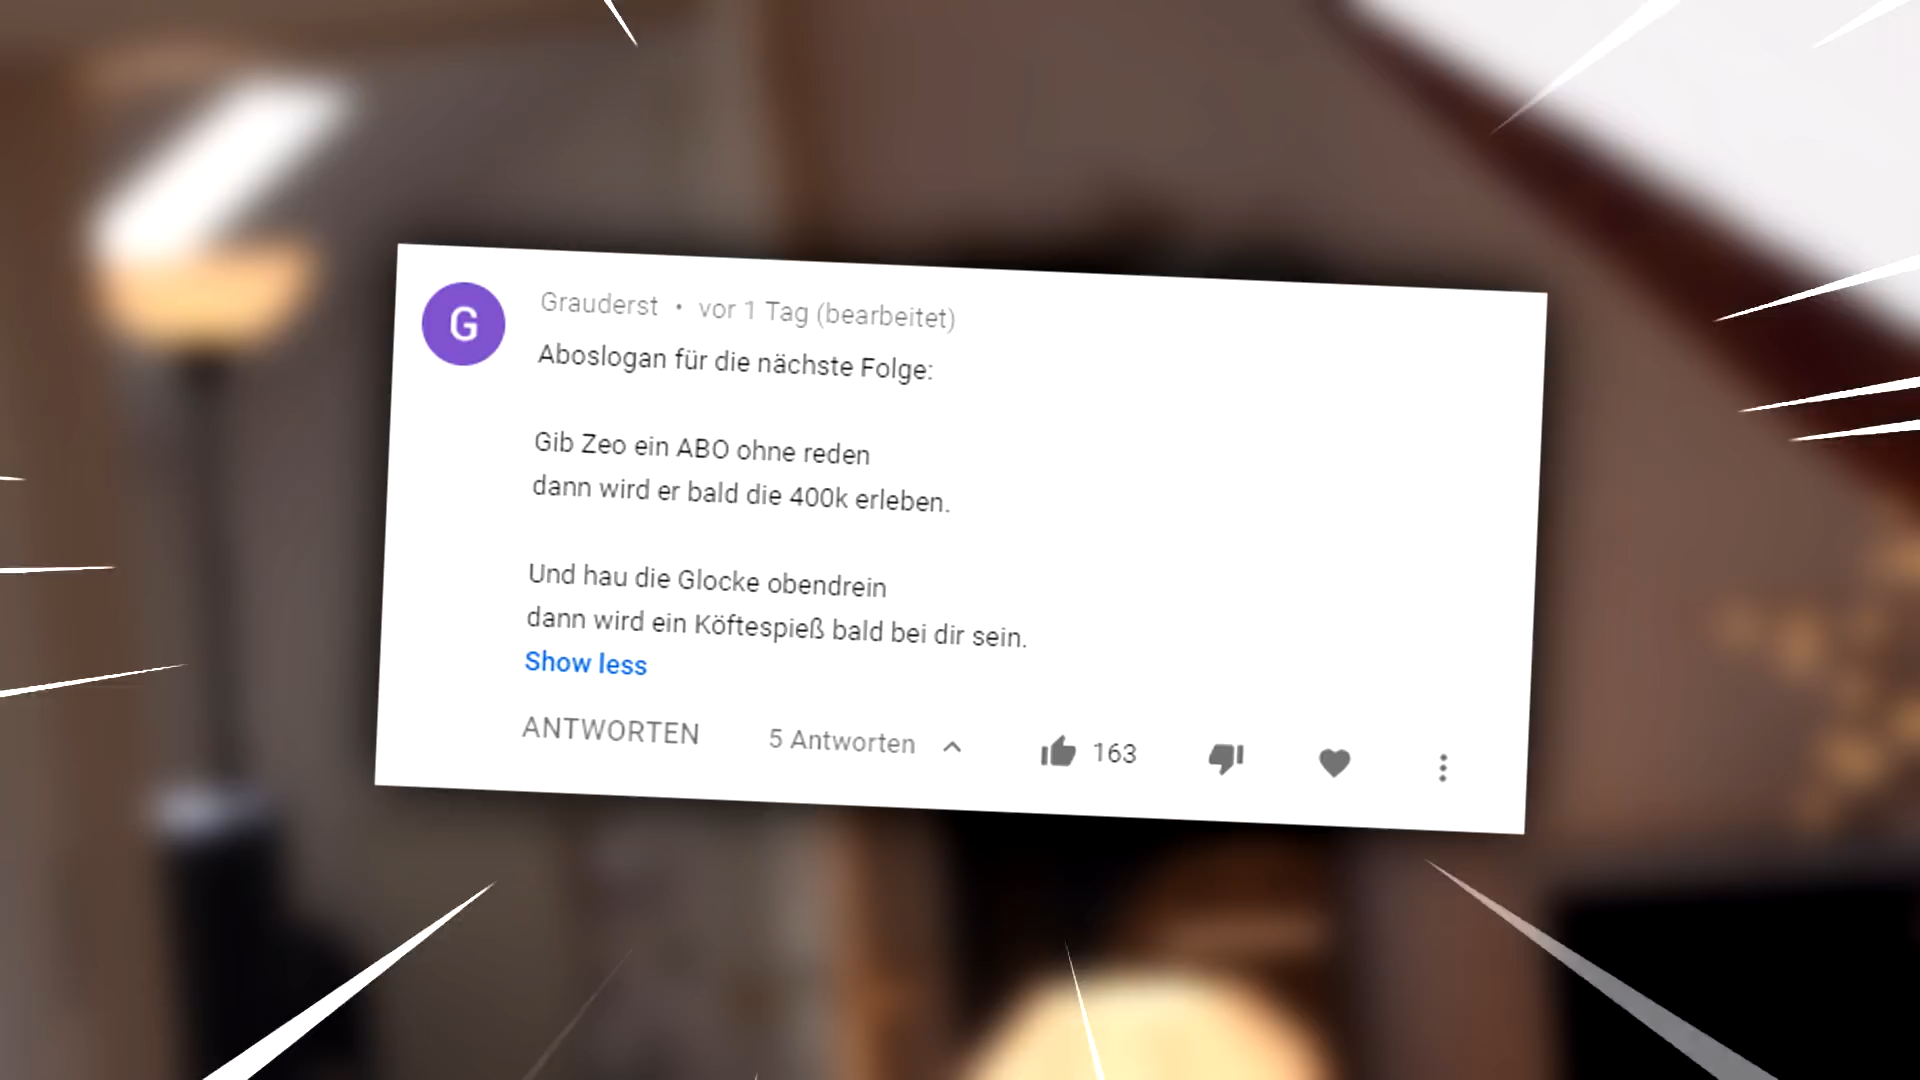 G
Grauderst • vor 1 Tag (bearbeitet)
Aboslogan für die nächste Folge:
Gib Zeo ein ABO ohne reden
dann wird er bald die 400k erleben.
Und hau die Glocke obendrein
dann wird ein Köftespieß bald bei dir sein.
Show less
ANTWORTEN 5 Antworten 163